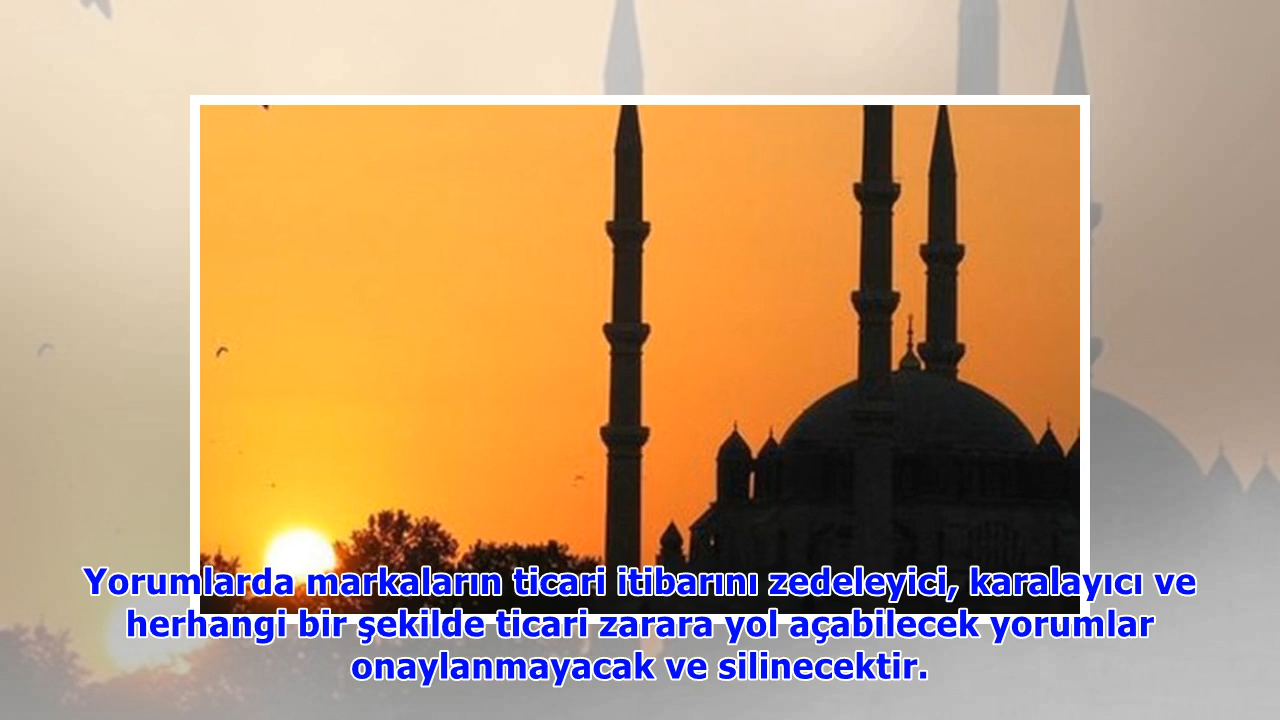 Yorumlarda markaların ticari itibarını zedeleyici, karalayıcı ve
herhangi bir şekilde ticari zarara yol açabilecek yorumlar
onaylanmayacak ve silinecektir.